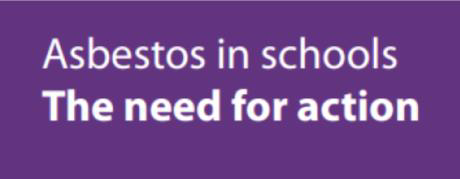 Asbestos in schools
The need for action